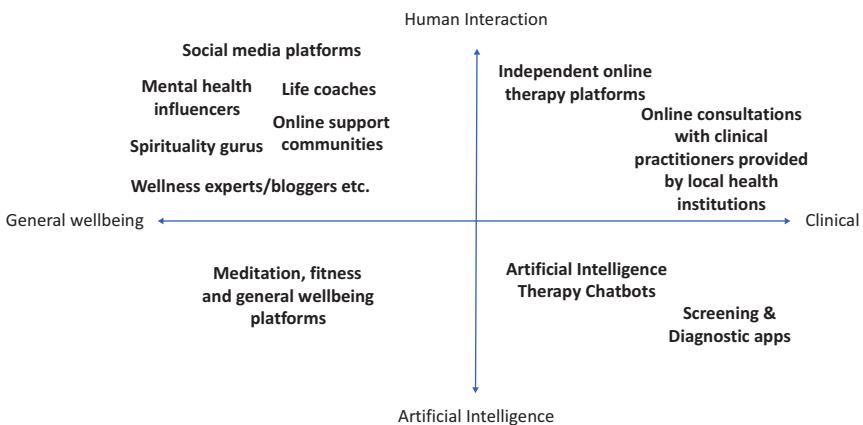 Human Interaction
Social media platforms
Mental health
influencers
Life coaches
Online support
communities
Spirituality gurus
Wellness experts/bloggers etc.
Independent online
therapy platforms
Online consultations
with clinical
practitioners provided
by local health
institutions
General wellbeing
Clinical
Meditation, fitness
and general wellbeing
platforms
Artificial Intelligence
Therapy Chatbots
Screening &
Diagnostic apps
Artificial Intelligence